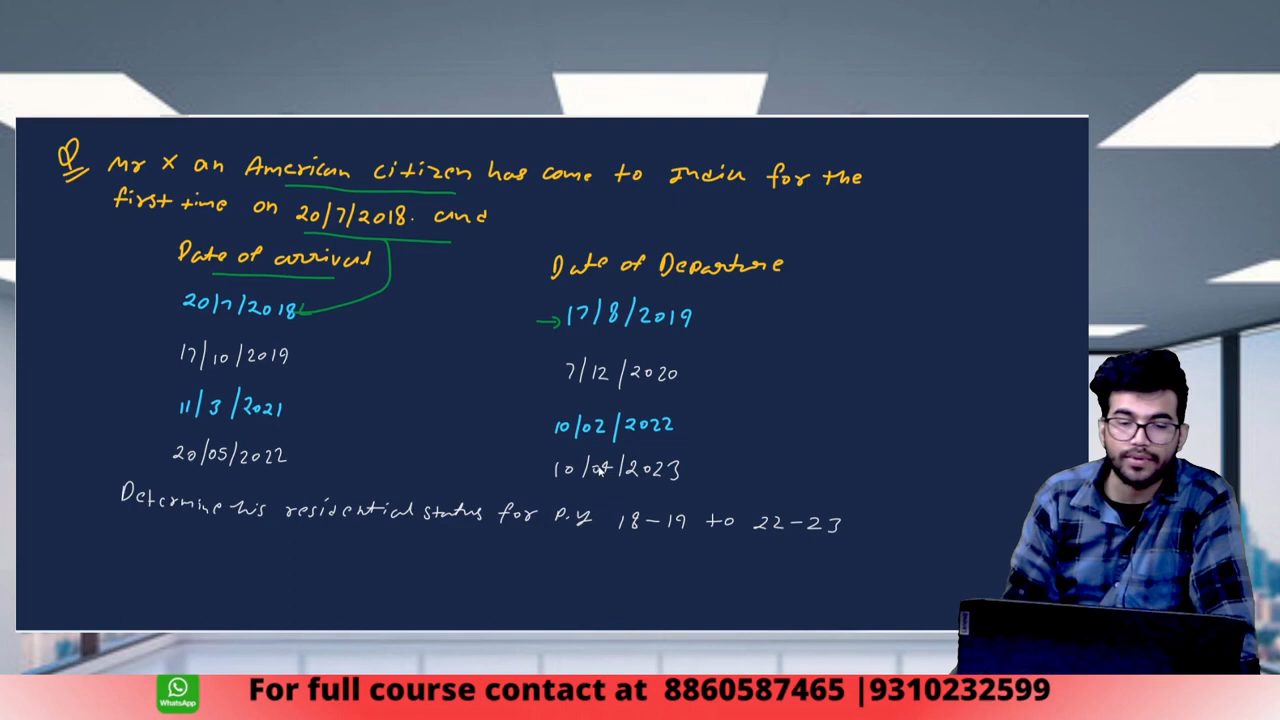 Q Mr X an American citizen has come to India for the
first time on 20/7/2018. and
Date of arrival Date of Departure
20/7/2018 → 17/8/2019
17/10/2019 7/12/2020
11/3/2021 10/02/2022
20/05/2022 10/04/2023
Determine his residential status for P.Y 18-19 to 22-23
WhatsApp
For full course contact at 8860587465 |9310232599